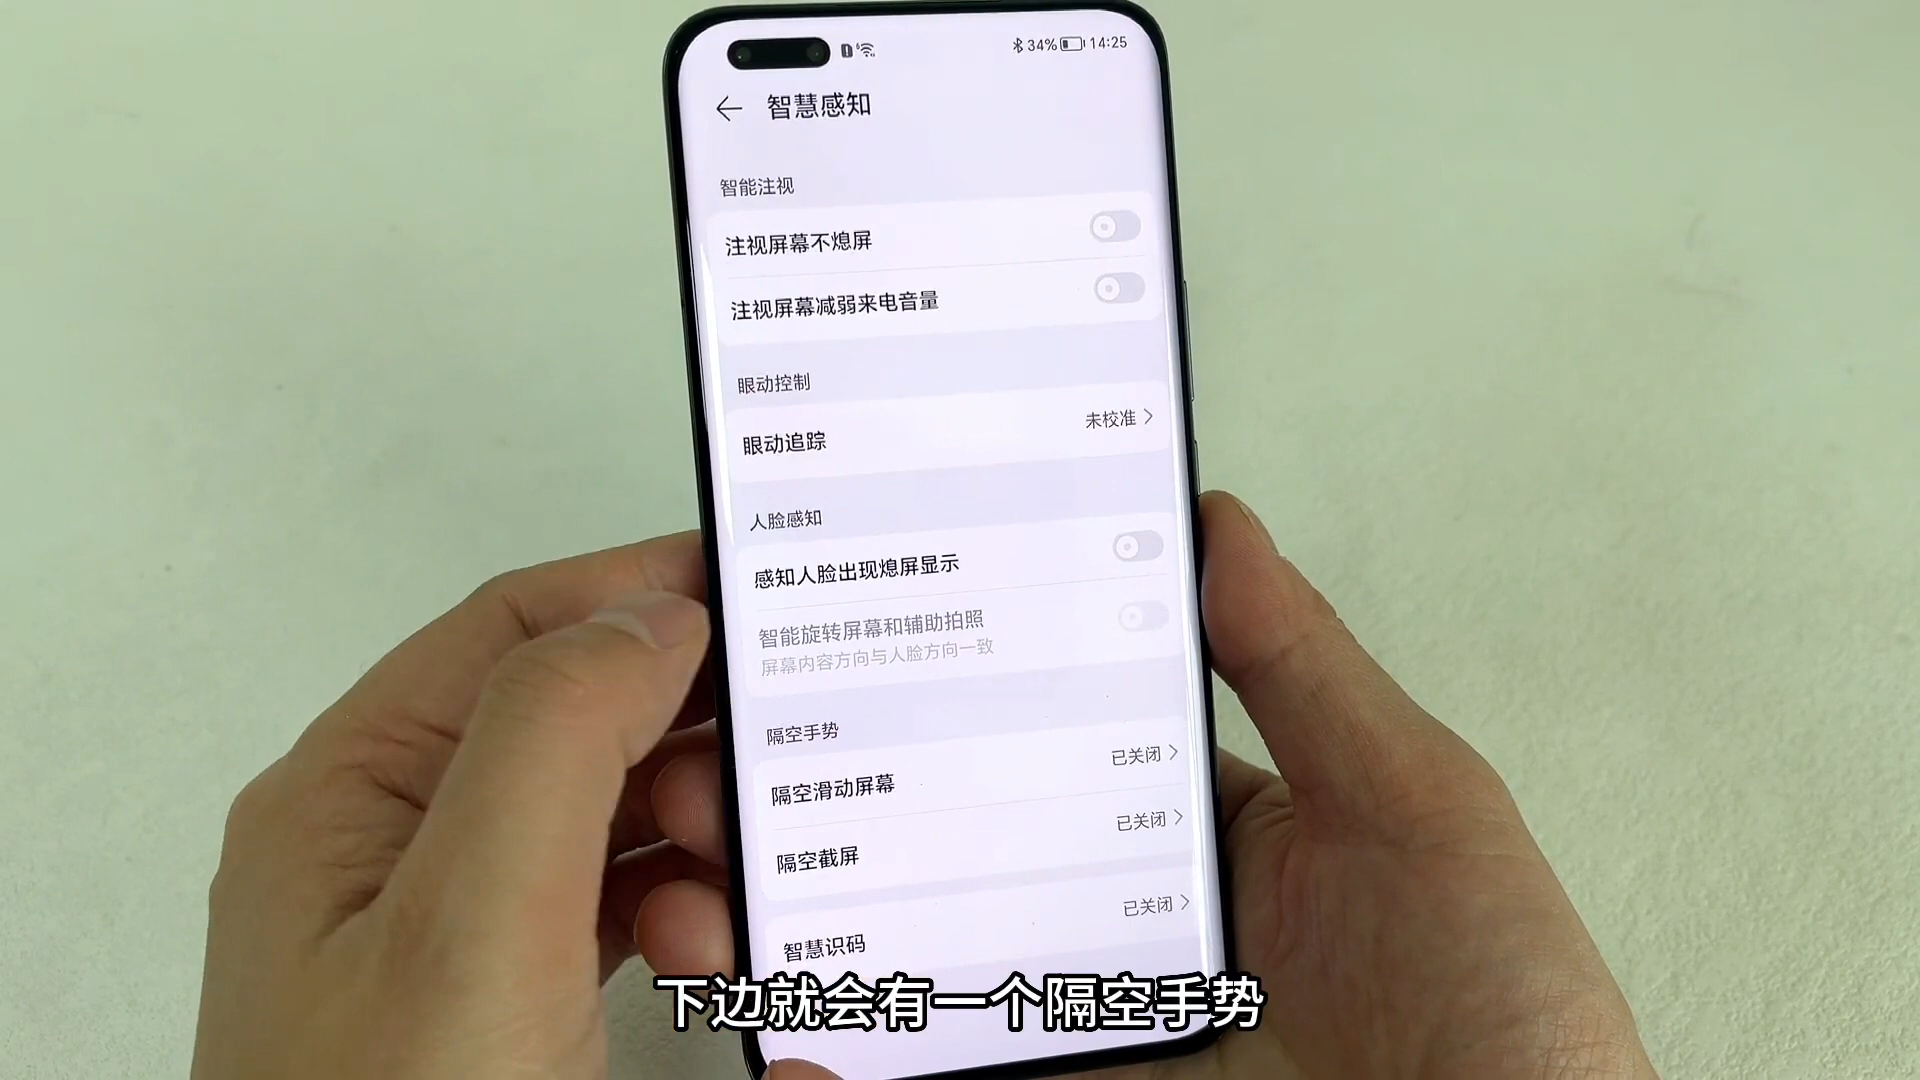 34% 14:25
智慧感知
智能注视
注视屏幕不熄屏
注视屏幕减弱来电音量
眼动控制
眼动追踪 未校准
人脸感知
感知人脸出现熄屏显示
智能旋转屏幕和辅助拍照
屏幕内容方向与人脸方向一致
隔空手势
隔空滑动屏幕 已关闭
隔空截屏 已关闭
智慧识码 已关闭
下边就会有一个隔空手势